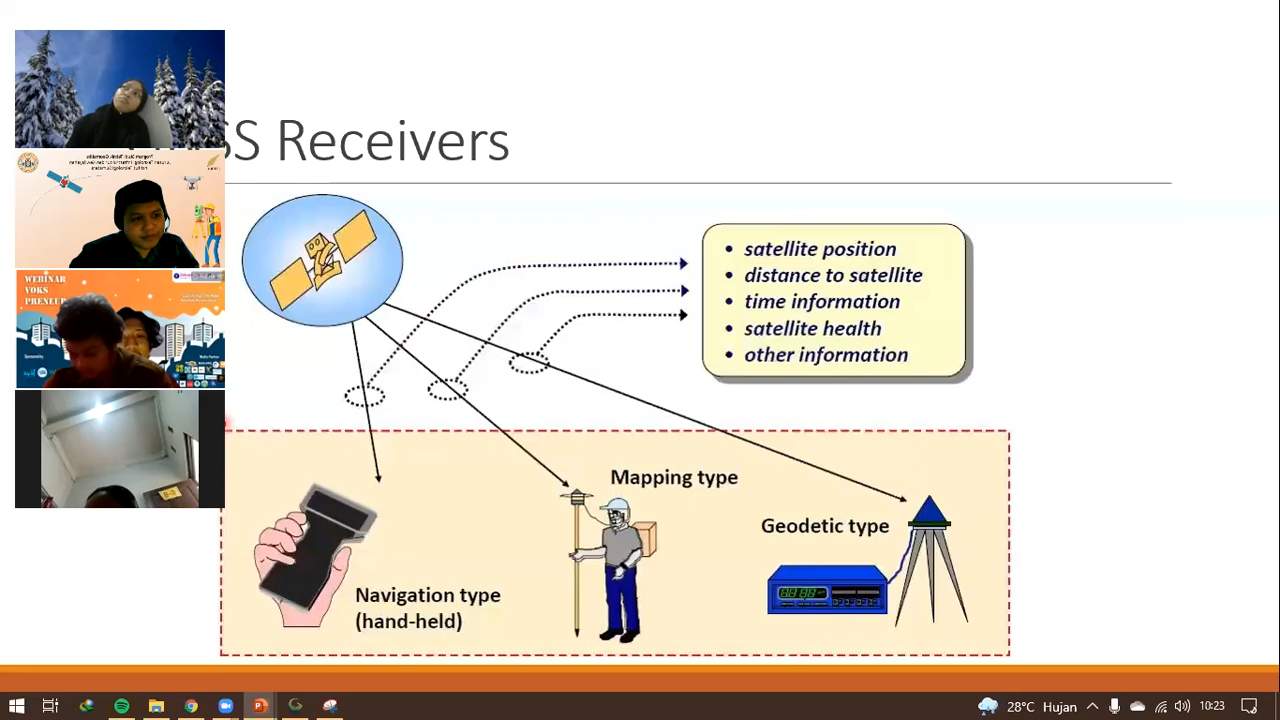 SS Receivers
WEBINAR
VOKS
PRENEUR
satellite position
distance to satellite
time information
satellite health
other information
Mapping type
Geodetic type
Navigation type
(hand-held)
28°C Hujan
10:23